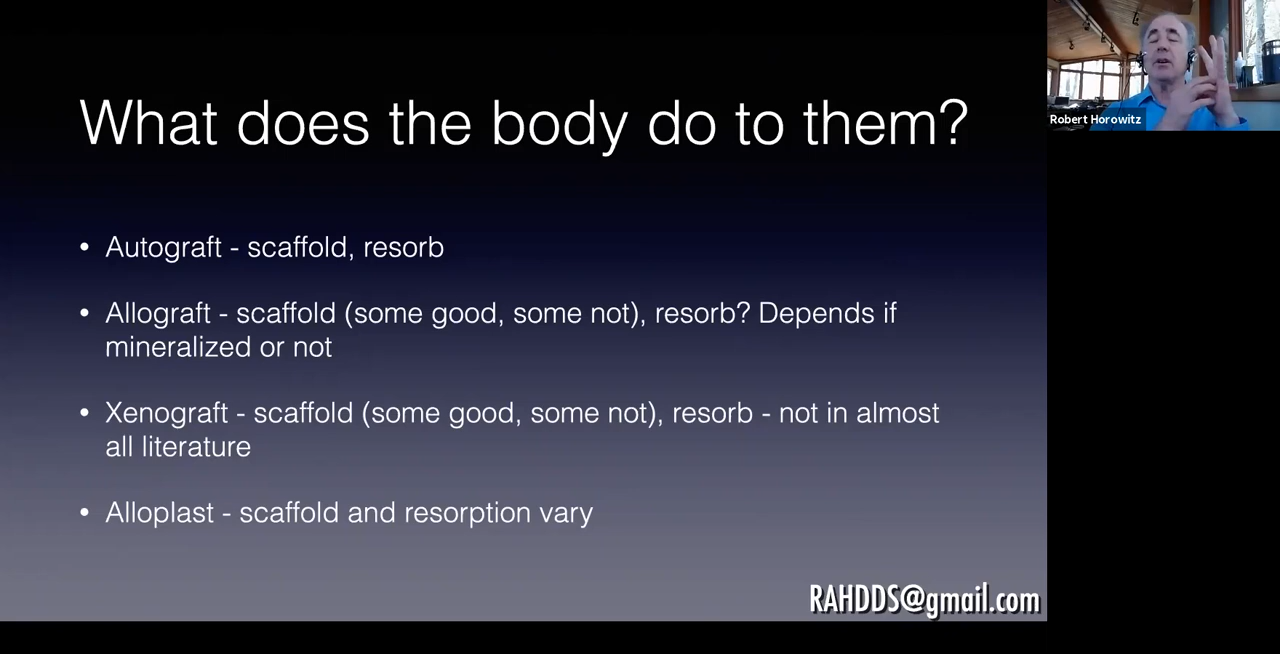 What does the body do to them?
• Autograft - scaffold, resorb
• Allograft - scaffold (some good, some not), resorb? Depends if
mineralized or not
• Xenograft - scaffold (some good, some not), resorb - not in almost
all literature
• Alloplast - scaffold and resorption vary
RAHDDS@gmail.com
Robert Horowitz